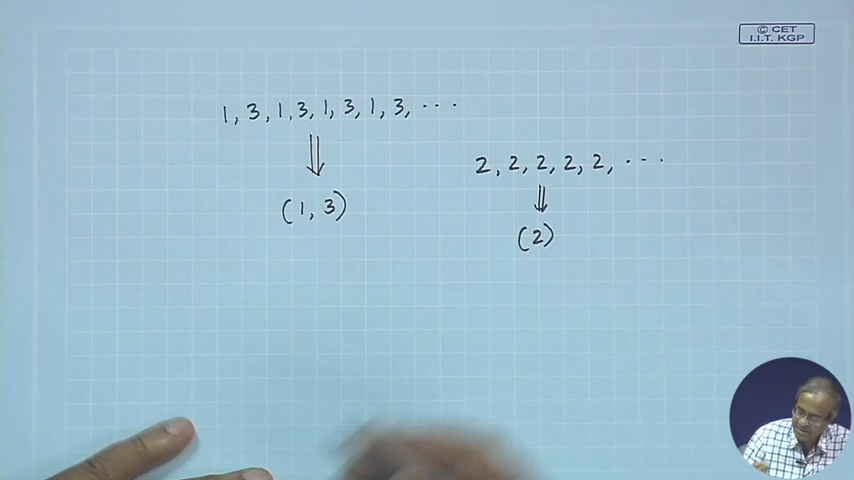 © CET
I.I.T. KGP
1, 3, 1, 3, 1, 3, 1, 3, ...
2, 2, 2, 2, 2, ...
(1, 3)
(2)